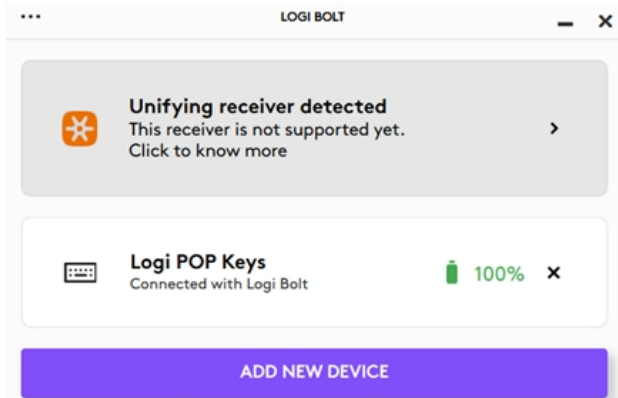 LOGI BOLT
Unifying receiver detected
This receiver is not supported yet.
Click to know more
Logi POP Keys
Connected with Logi Bolt
100%
ADD NEW DEVICE